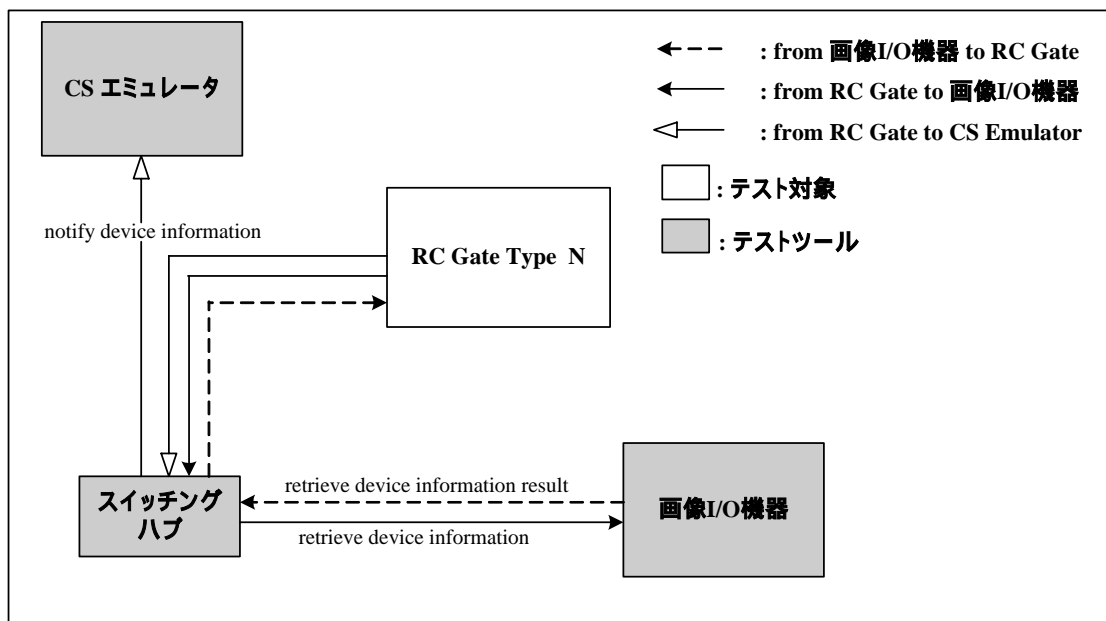 CS エミュレータ
: from 画像I/O機器 to RC Gate
: from RC Gate to 画像I/O機器
: from RC Gate to CS Emulator
: テスト対象
: テストツール
notify device information
RC Gate Type N
スイッチング
ハブ
retrieve device information result
retrieve device information
画像I/O機器